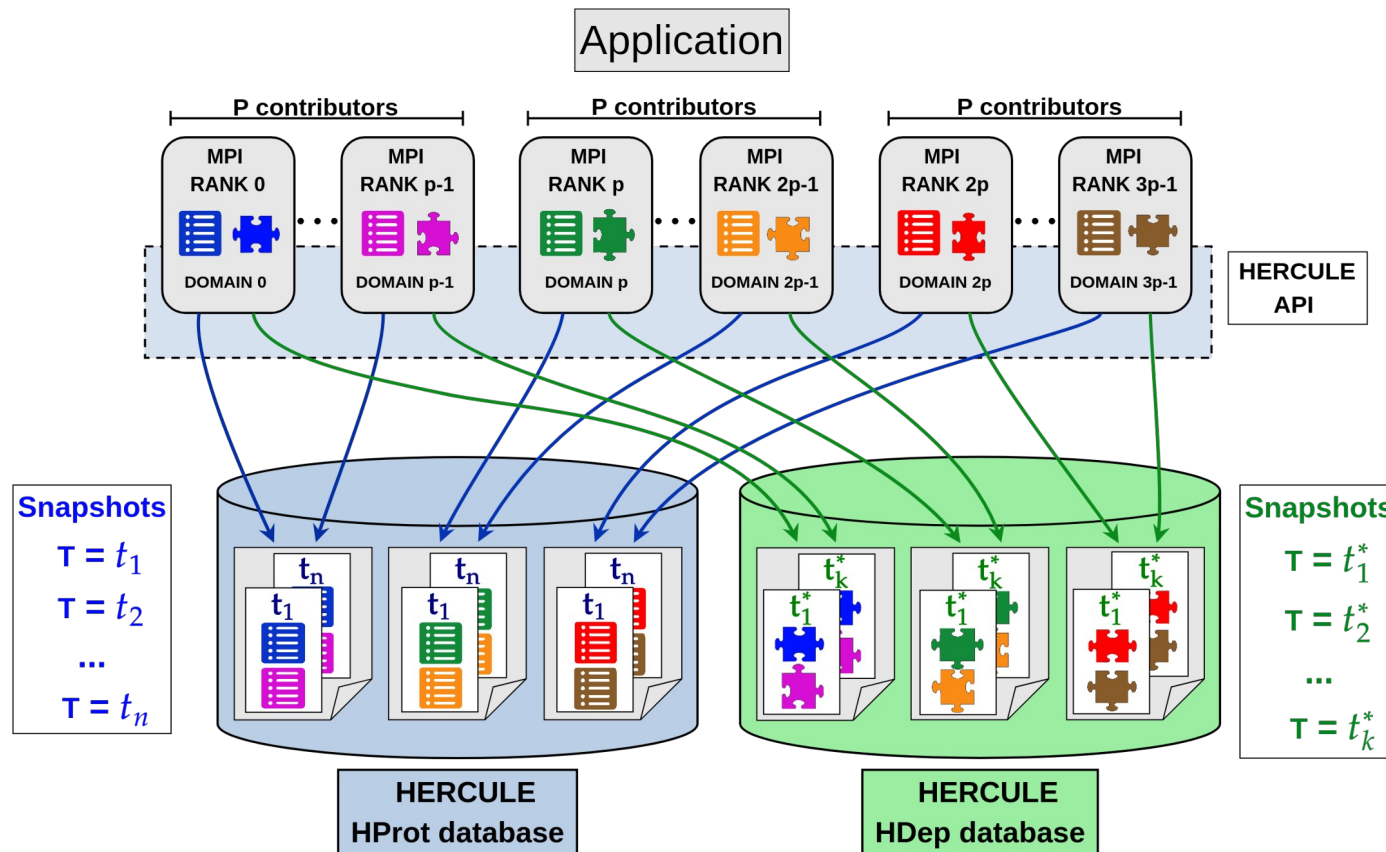 Application
P contributors
P contributors
P contributors
MPI
RANK 0
DOMAIN 0
MPI
RANK p-1
DOMAIN p-1
MPI
RANK p
DOMAIN p
MPI
RANK 2p-1
DOMAIN 2p-1
MPI
RANK 2p
DOMAIN 2p
MPI
RANK 3p-1
DOMAIN 3p-1
HERCULE
API
Snapshots
T = t₁
T = t₂
...
T = tₙ
tₙ
t₁
tₙ
t₁
tₙ
t₁
t*ₖ
t*₁
t*ₖ
t*₁
t*ₖ
t*₁
Snapshots
T = t*₁
T = t*₂
...
T = t*ₖ
HERCULE
HProt database
HERCULE
HDep database